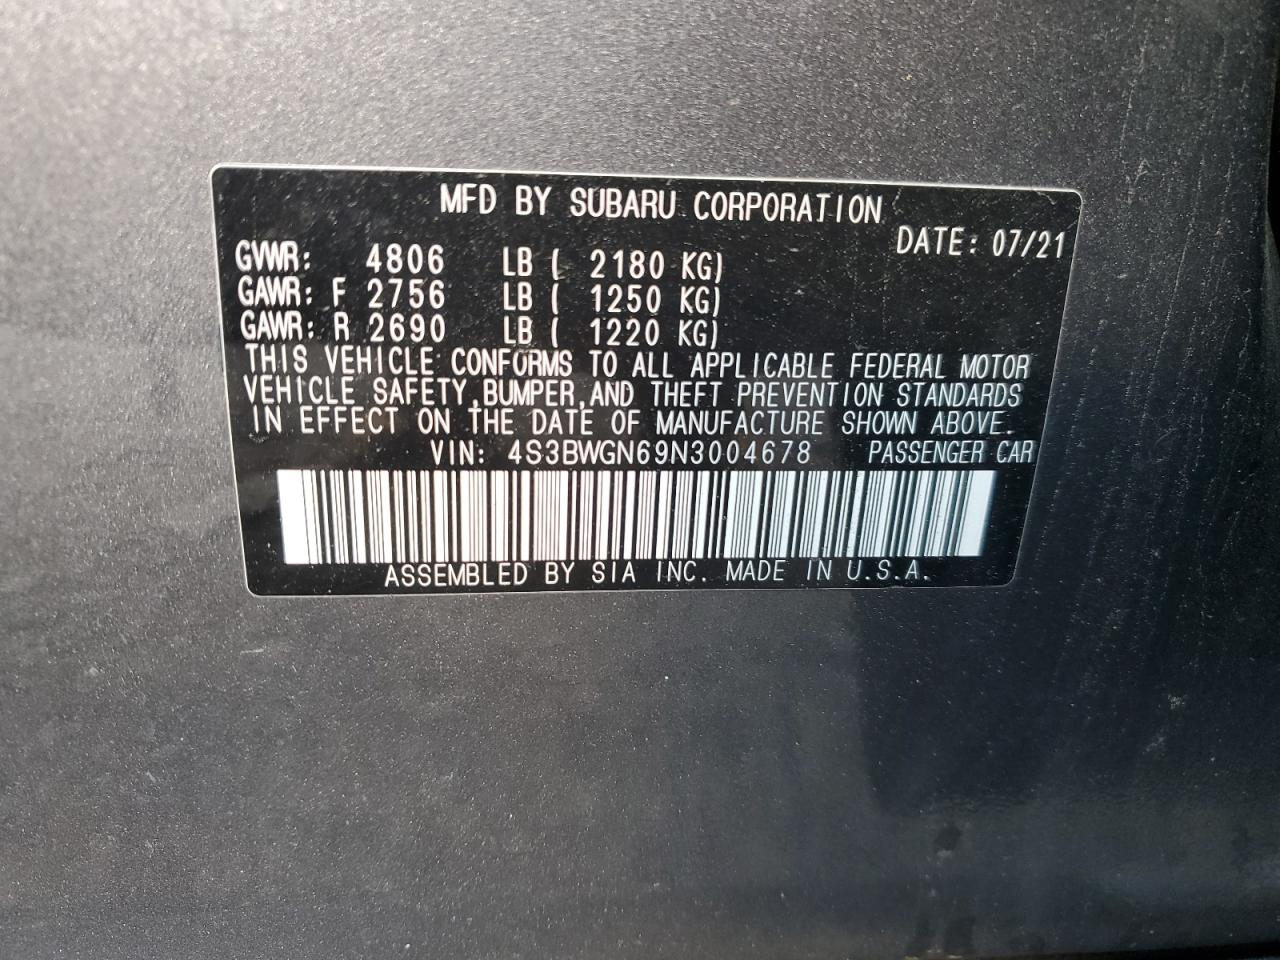 MFD BY SUBARU CORPORATION
DATE: 07/21
GVWR: 4806 LB ( 2180 KG)
GAWR: F 2756 LB ( 1250 KG)
GAWR: R 2690 LB ( 1220 KG)
THIS VEHICLE CONFORMS TO ALL APPLICABLE FEDERAL MOTOR
VEHICLE SAFETY, BUMPER, AND THEFT PREVENTION STANDARDS
IN EFFECT ON THE DATE OF MANUFACTURE SHOWN ABOVE.
VIN: 4S3BWGN69N3004678 PASSENGER CAR
ASSEMBLED BY SIA INC. MADE IN U.S.A.